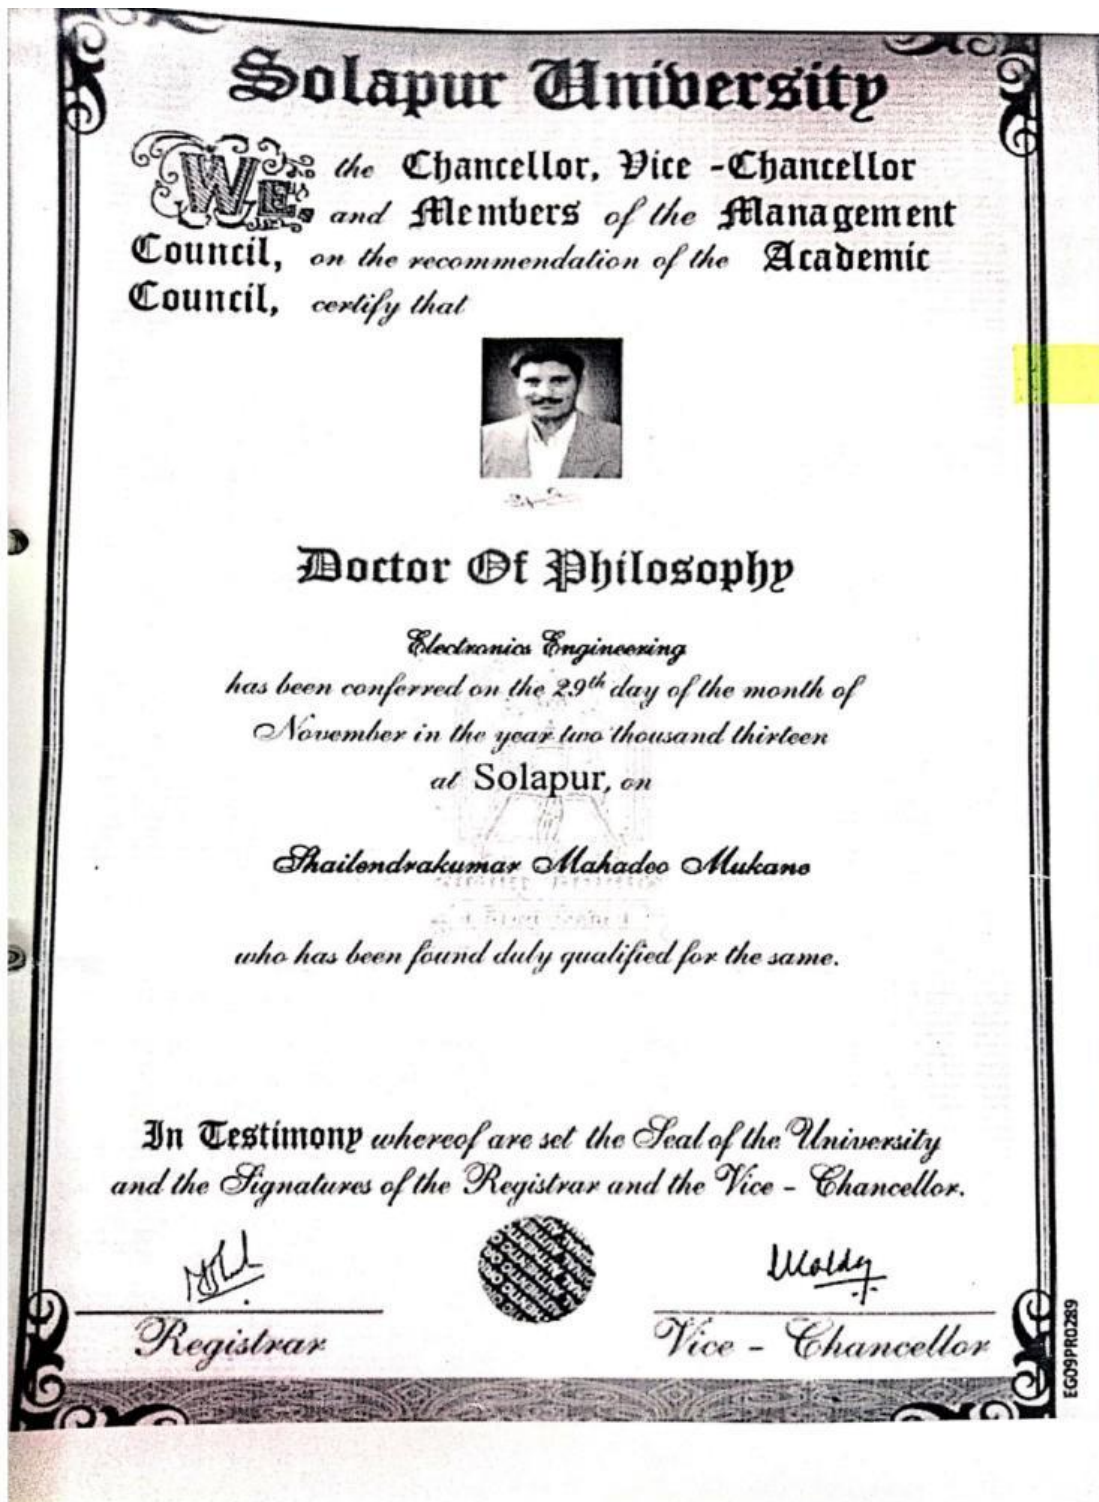 Solapur University
WE, the Chancellor, Vice -Chancellor
and Members of the Management
Council, on the recommendation of the Academic
Council, certify that
Doctor Of Philosophy
Electronics Engineering
has been conferred on the 29th day of the month of
November in the year two thousand thirteen
at Solapur, on
Shailendrakumar Mahadeo Mukane
who has been found duly qualified for the same.
In Testimony whereof are set the Seal of the University
and the Signatures of the Registrar and the Vice - Chancellor.
Registrar
Vice - Chancellor
EG09PR0289